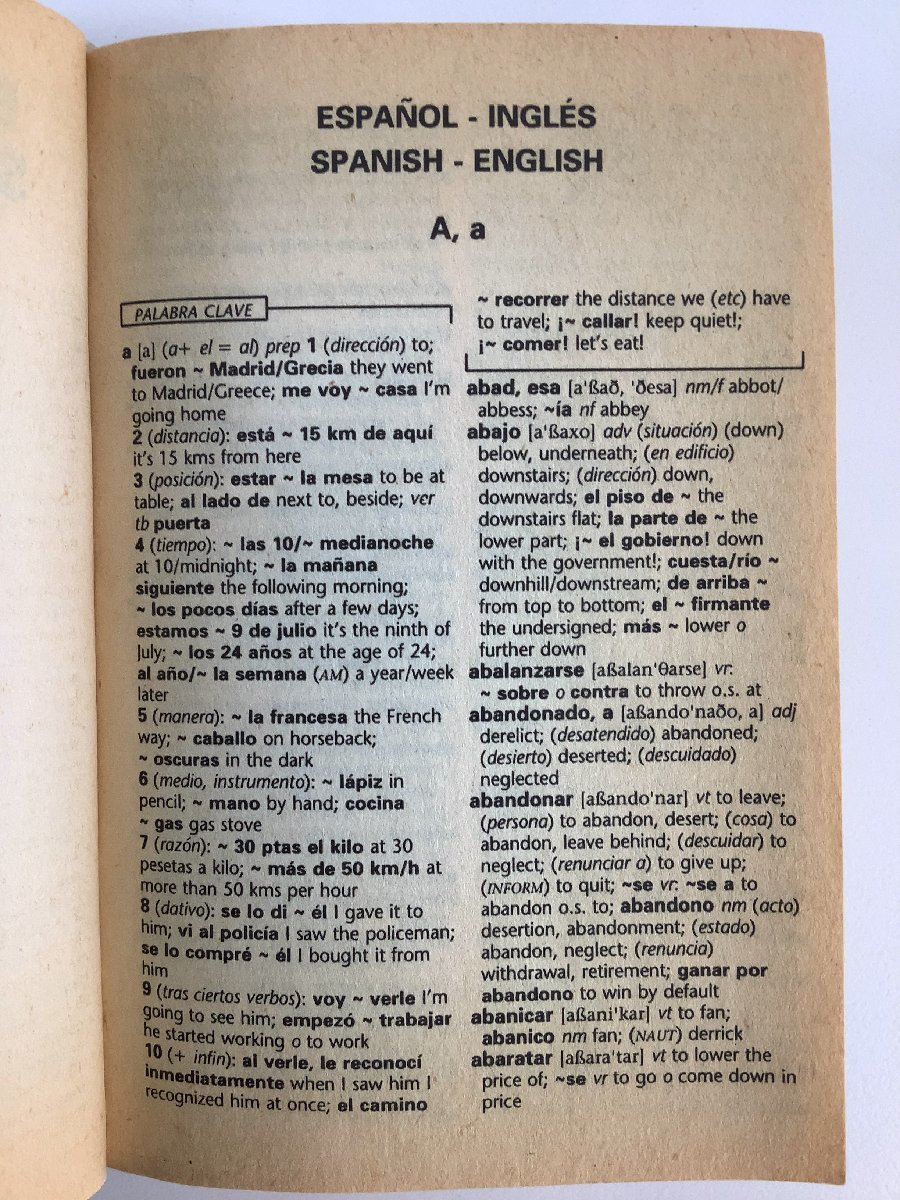 ESPAÑOL - INGLÉS
SPANISH - ENGLISH
A, a
PALABRA CLAVE
a [a] (a+ el = al) prep 1 (dirección) to;
fueron ~ Madrid/Grecia they went
to Madrid/Greece; me voy ~ casa I'm
going home
2 (distancia): está ~ 15 km de aquí
it's 15 kms from here
3 (posición): estar ~ la mesa to be at
table; al lado de next to, beside; ver
tb puerta
4 (tiempo): ~ las 10/~ medianoche
at 10/midnight; ~ la mañana
siguiente the following morning;
~ los pocos días after a few days;
estamos ~ 9 de julio it's the ninth of
July; ~ los 24 años at the age of 24;
al año/~ la semana (AM) a year/week
later
5 (manera): ~ la francesa the French
way; ~ caballo on horseback;
~ oscuras in the dark
6 (medio, instrumento): ~ lápiz in
pencil; ~ mano by hand; cocina
~ gas gas stove
7 (razón): ~ 30 ptas el kilo at 30
pesetas a kilo; ~ más de 50 km/h at
more than 50 kms per hour
8 (dativo): se lo di ~ él I gave it to
him; vi al policía I saw the policeman;
se lo compré ~ él I bought it from
him
9 (tras ciertos verbos): voy ~ verle I'm
going to see him; empezó ~ trabajar
he started working o to work
10 (+ infin): al verle, le reconocí
inmediatamente when I saw him I
recognized him at once; el camino
~ recorrer the distance we (etc) have
to travel; ¡~ callar! keep quiet!;
¡~ comer! let's eat!
abad, esa [a'ßað, 'ðesa] nm/f abbot/
abbess; ~ía nf abbey
abajo [a'ßaxo] adv (situación) (down)
below, underneath; (en edificio)
downstairs; (dirección) down,
downwards; el piso de ~ the
downstairs flat; la parte de ~ the
lower part; ¡~ el gobierno! down
with the government!; cuesta/río ~
downhill/downstream; de arriba ~
from top to bottom; el ~ firmante
the undersigned; más ~ lower o
further down
abalanzarse [aßalan'θarse] vr:
~ sobre o contra to throw o.s. at
abandonado, a [aßando'naðo, a] adj
derelict; (desatendido) abandoned;
(desierto) deserted; (descuidado)
neglected
abandonar [aßando'nar] vt to leave;
(persona) to abandon, desert; (cosa) to
abandon, leave behind; (descuidar) to
neglect; (renunciar a) to give up;
(INFORM) to quit; ~se vr: ~se a to
abandon o.s. to; abandono nm (acto)
desertion, abandonment; (estado)
abandon, neglect; (renuncia)
withdrawal, retirement; ganar por
abandono to win by default
abanicar [aßani'kar] vt to fan;
abanico nm fan; (NAUT) derrick
abaratar [aßara'tar] vt to lower the
price of; ~se vr to go o come down in
price